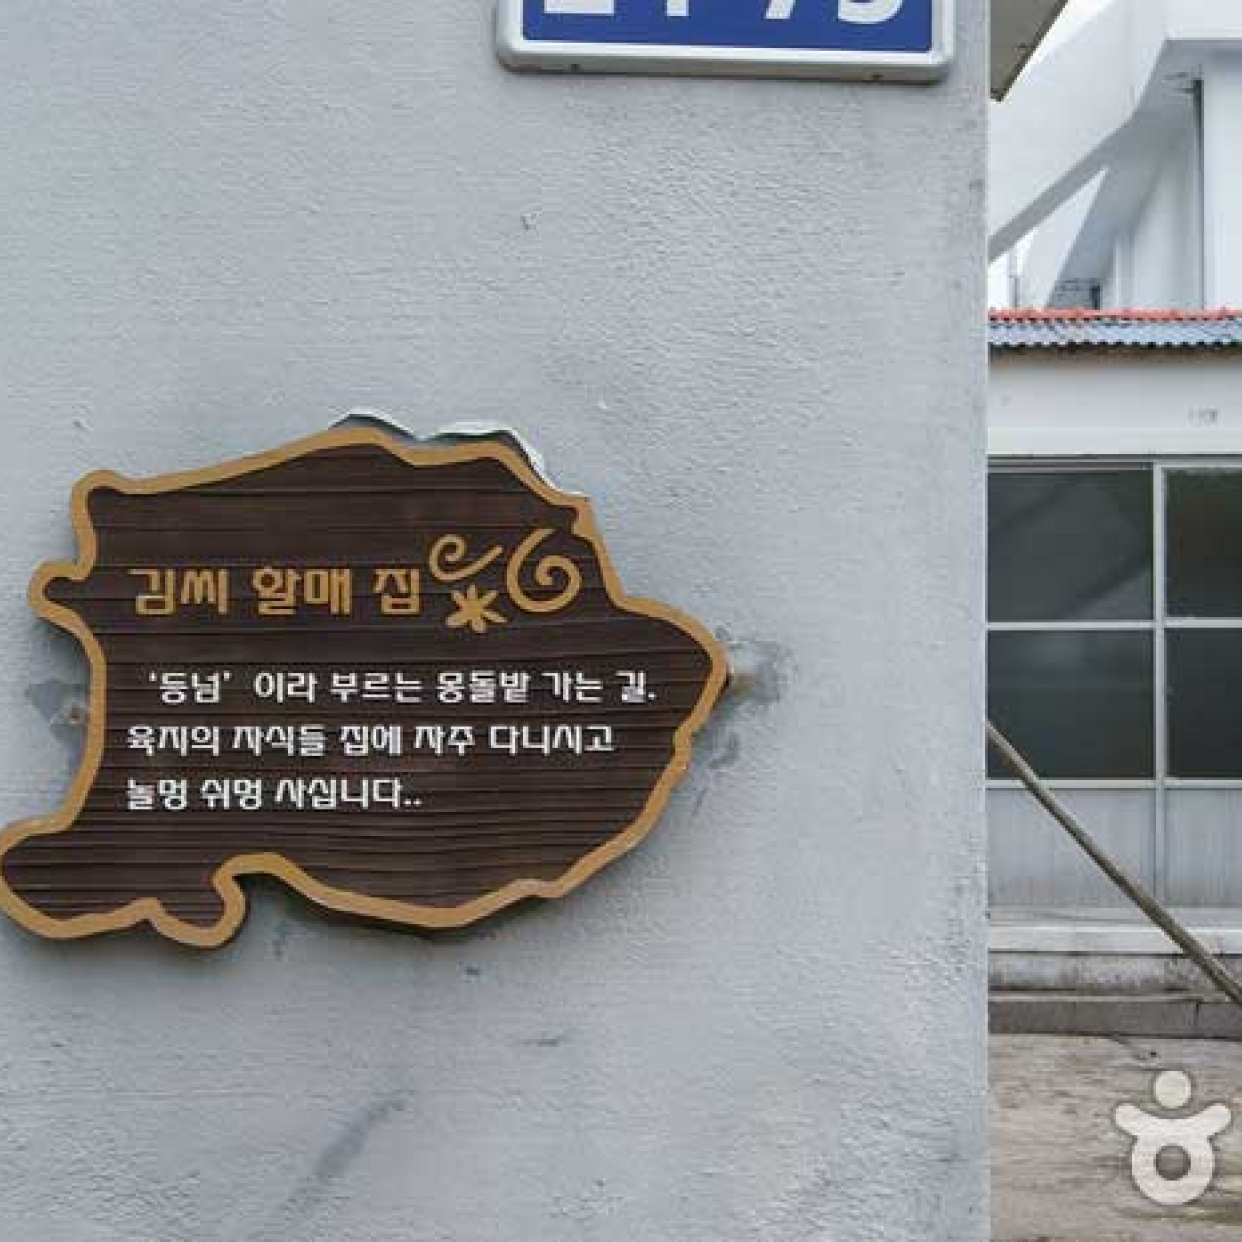 김씨 할매 집
'등넘' 이라 부르는 몽돌밭 가는 길.
육지의 자식들 집에 자주 다니시고
놀멍 쉬멍 사십니다..